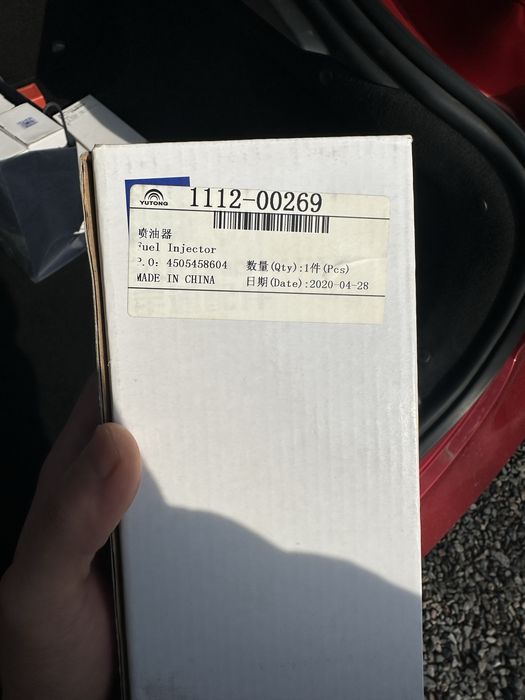 YUTONG
1112-00269
喷油器
Fuel Injector
P.O: 4505458604 数量(Qty):1件(Pcs)
MADE IN CHINA 日期(Date):2020-04-28